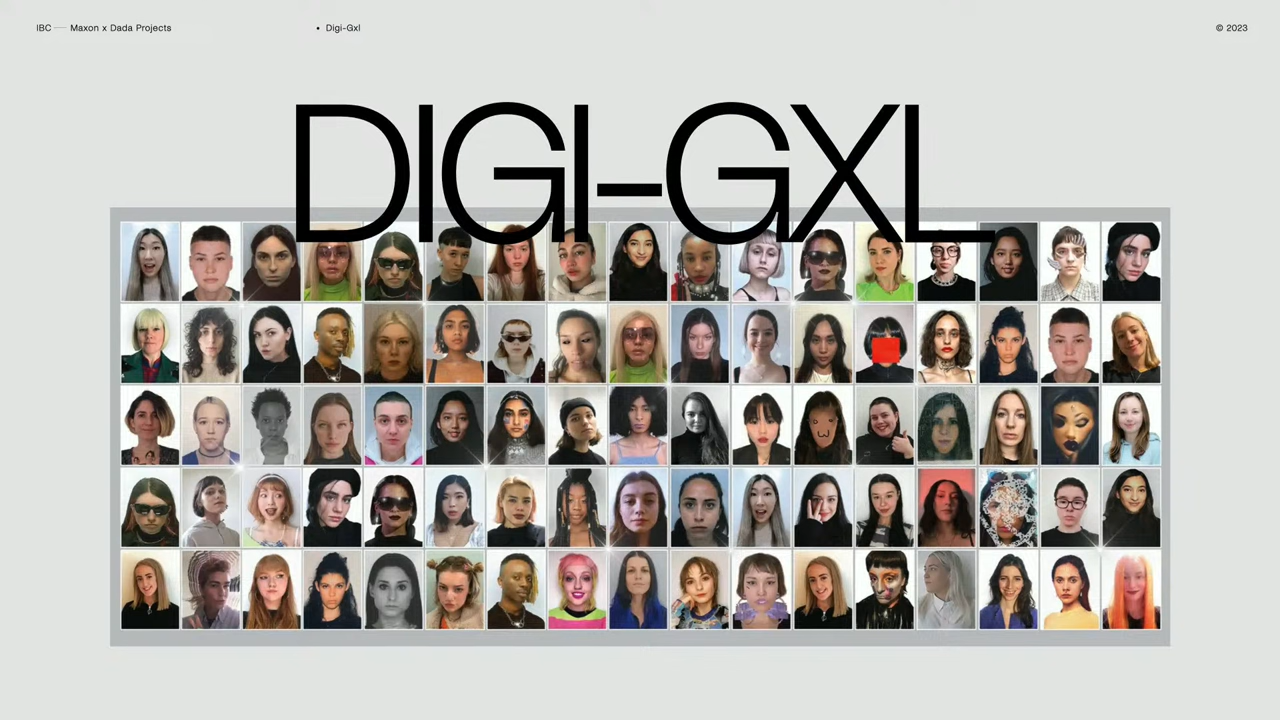 IBC — Maxon x Dada Projects
• Digi-Gxl
© 2023
DIGI-GXL